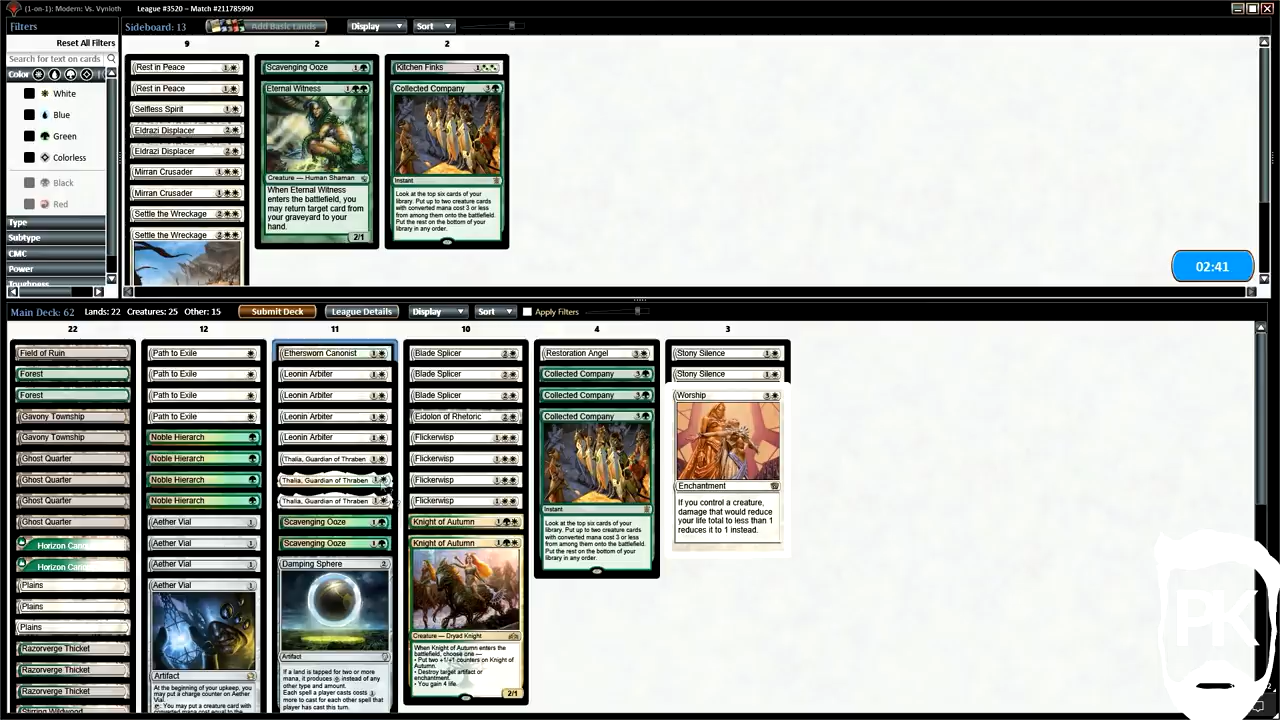 (1-on-1): Modern: Vs. Vynloth
League #3520 – Match #211785990
Filters
Reset All Filters
Search for text on cards
Color
White
Blue
Green
Colorless
Black
Red
Type
Subtype
CMC
Power
Toughness
Sideboard: 13
Add Basic Lands
Display
Sort
9
2
2
Rest in Peace
Rest in Peace
Selfless Spirit
Eldrazi Displacer
Eldrazi Displacer
Mirran Crusader
Mirran Crusader
Settle the Wreckage
Settle the Wreckage
Scavenging Ooze
Eternal Witness
Creature — Human Shaman
When Eternal Witness
enters the battlefield, you
may return target card from
your graveyard to your
hand.
2/1
Kitchen Finks
Collected Company
Instant
Look at the top six cards of your
library. Put up to two creature cards
with converted mana cost 3 or less
from among them onto the battlefield.
Put the rest on the bottom of your
library in any order.
02:41
Main Deck: 62
Lands: 22
Creatures: 25
Other: 15
Submit Deck
League Details
Display
Sort
Apply Filters
22
12
11
10
4
3
Field of Ruin
Forest
Forest
Gavony Township
Gavony Township
Ghost Quarter
Ghost Quarter
Ghost Quarter
Ghost Quarter
Horizon Can
Horizon Can
Plains
Plains
Plains
Razorverge Thicket
Razorverge Thicket
Razorverge Thicket
Stirring Wildwood
Path to Exile
Path to Exile
Path to Exile
Path to Exile
Noble Hierarch
Noble Hierarch
Noble Hierarch
Noble Hierarch
Aether Vial
Aether Vial
Aether Vial
Aether Vial
Artifact
At the beginning of your upkeep, you
may put a charge counter on Aether
Vial.
: You may put a creature card with
Ethersworn Canonist
Leonin Arbiter
Leonin Arbiter
Leonin Arbiter
Leonin Arbiter
Thalia, Guardian of Thraben
Thalia, Guardian of Thraben
Thalia, Guardian of Thraben
Scavenging Ooze
Scavenging Ooze
Damping Sphere
Artifact
If a land is tapped for two or more
mana, it produces instead of any
other type and amount.
Each spell a player casts costs
more to cast for each other spell that
player has cast this turn.
Blade Splicer
Blade Splicer
Blade Splicer
Eidolon of Rhetoric
Flickerwisp
Flickerwisp
Flickerwisp
Flickerwisp
Knight of Autumn
Knight of Autumn
Creature — Dryad Knight
When Knight of Autumn enters the
battlefield, choose one —
• Put two +1/+1 counters on Knight of
Autumn.
• Destroy target artifact or
enchantment.
• You gain 4 life.
2/1
Restoration Angel
Collected Company
Collected Company
Collected Company
Instant
Look at the top six cards of your
library. Put up to two creature cards
with converted mana cost 3 or less
from among them onto the battlefield.
Put the rest on the bottom of your
library in any order.
Stony Silence
Stony Silence
Worship
Enchantment
If you control a creature,
damage that would reduce
your life total to less than 1
reduces it to 1 instead.
PK